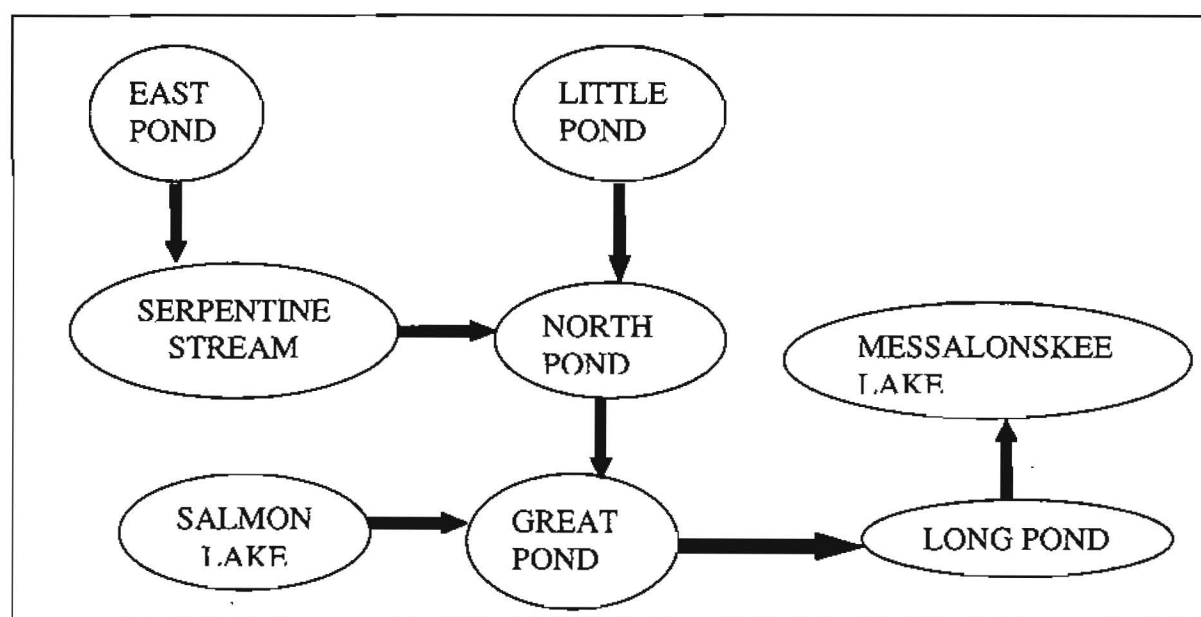 EAST
POND
LITTLE
POND
SERPENTINE
STREAM
NORTH
POND
MESSALONSKEE
LAKE
SALMON
LAKE
GREAT
POND
LONG POND